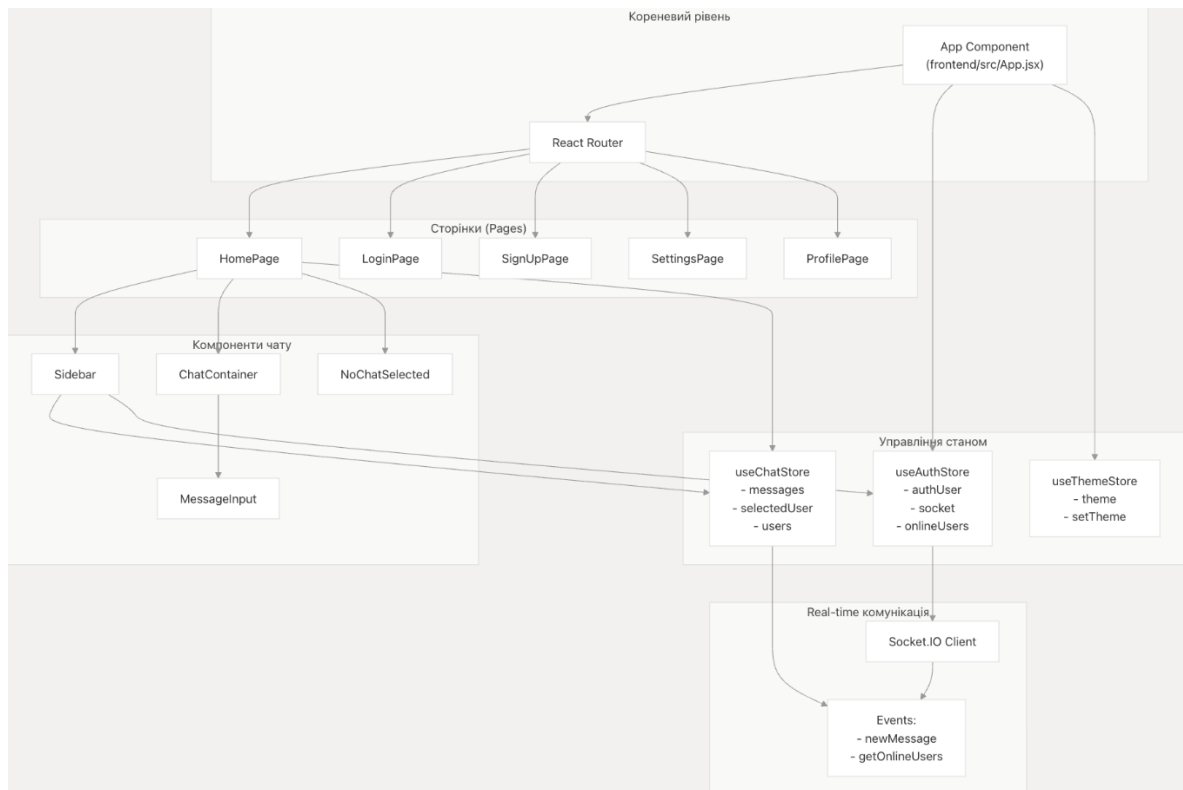 Кореневий рівень
App Component
(frontend/src/App.jsx)
React Router
Сторінки (Pages)
HomePage
LoginPage
SignUpPage
SettingsPage
ProfilePage
Компоненти чату
Sidebar
ChatContainer
NoChatSelected
MessageInput
Управління станом
useChatStore
- messages
- selectedUser
- users
useAuthStore
- authUser
- socket
- onlineUsers
useThemeStore
- theme
- setTheme
Real-time комунікація
Socket.IO Client
Events:
- newMessage
- getOnlineUsers